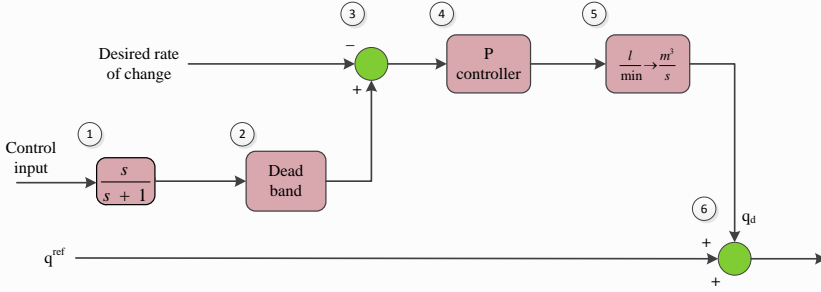 3
4
5
−
Desired rate
of change
+
P
controller
l/min → m³/s
1
2
Control
input
s
s + 1
Dead
band
6
q_d
+
q^ref
+